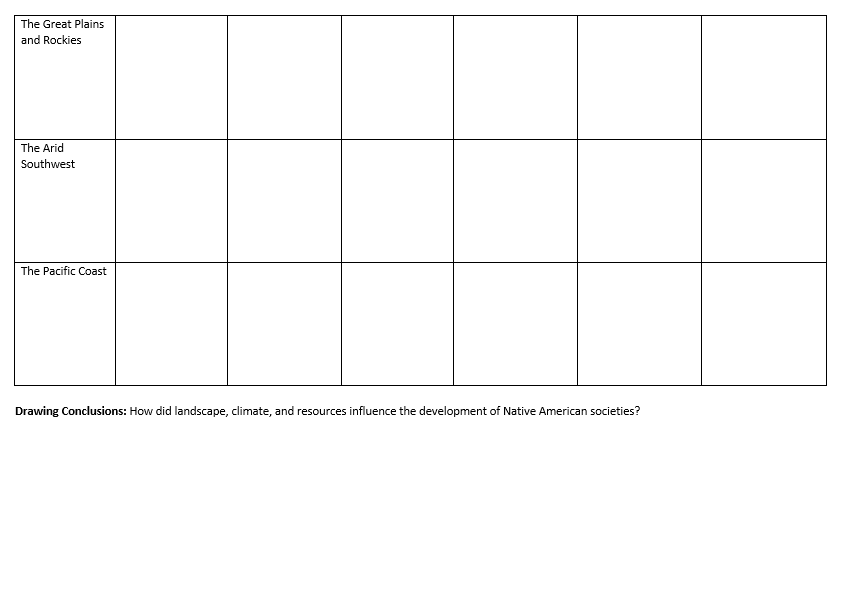 The Great Plains
and Rockies
The Arid
Southwest
The Pacific Coast
Drawing Conclusions: How did landscape, climate, and resources influence the development of Native American societies?